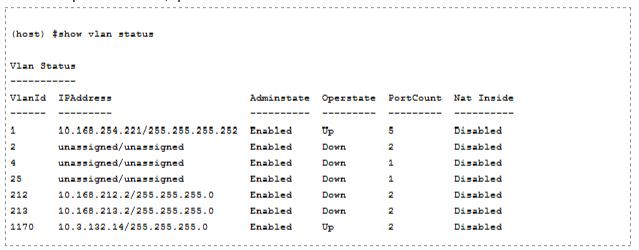 (host) #show vlan status
Vlan Status
-----------
VlanId IPAddress Adminstate Operstate PortCount Nat Inside
------ --------- ---------- --------- --------- ----------
1 10.168.254.221/255.255.255.252 Enabled Up 5 Disabled
2 unassigned/unassigned Enabled Down 2 Disabled
4 unassigned/unassigned Enabled Down 1 Disabled
25 unassigned/unassigned Enabled Down 1 Disabled
212 10.168.212.2/255.255.255.0 Enabled Down 2 Disabled
213 10.168.213.2/255.255.255.0 Enabled Down 2 Disabled
1170 10.3.132.14/255.255.255.0 Enabled Up 2 Disabled